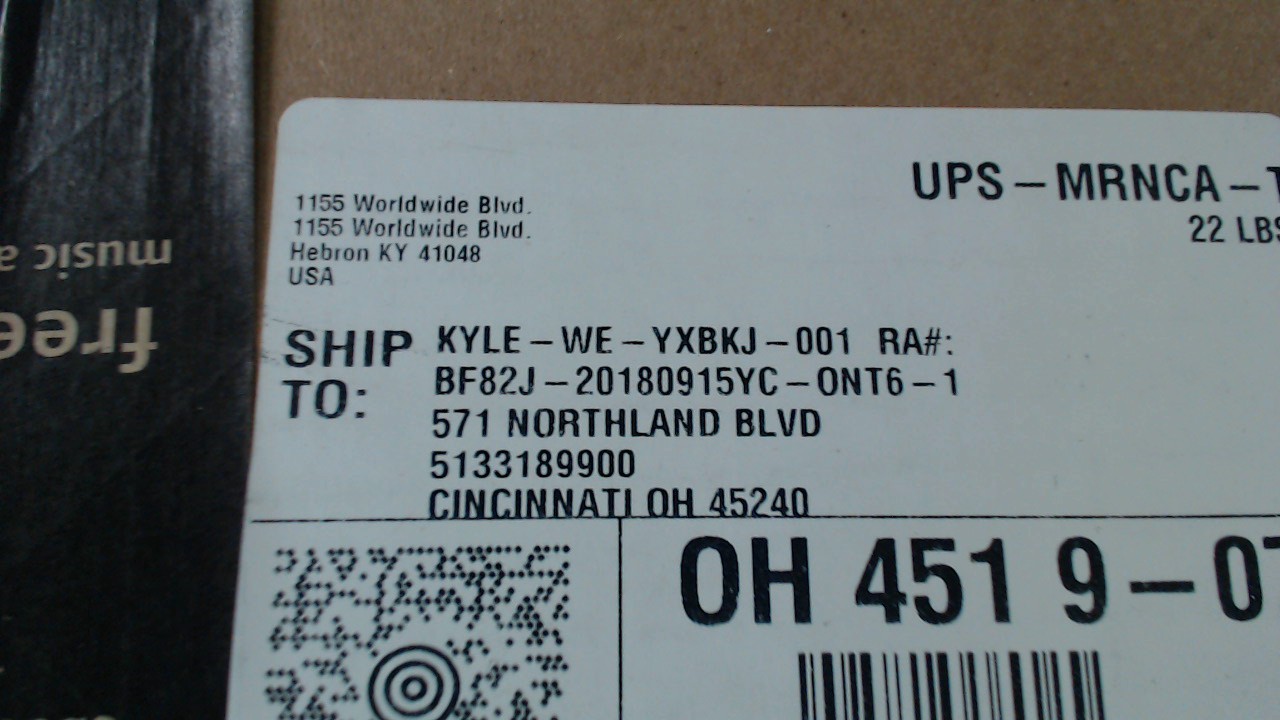 UPS-MRNCA-T
22 LBS
1155 Worldwide Blvd.
1155 Worldwide Blvd.
Hebron KY 41048
USA
SHIP TO:
KYLE-WE-YXBKJ-001 RA#:
BF82J-20180915YC-ONT6-1
571 NORTHLAND BLVD
5133189900
CINCINNATI OH 45240
OH 451 9-0
music a
free